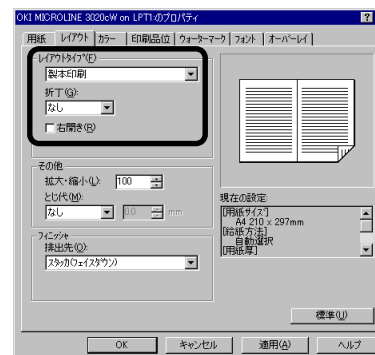 OKI MICROLINE 3020cW on LPT1:のプロパティ
用紙 レイアウト カラー 印刷品位 ウォーターマーク フォント オーバーレイ
レイアウトタイプ(F)
製本印刷
折丁(G):
なし
右開き(R)
その他
拡大・縮小(L): 100
とじ代(M):
なし 0.0 mm
フィニッシャ
排出先(O):
スタッカ(フェイスダウン)
現在の設定:
[用紙サイズ]
A4 210 x 297mm
[給紙方法]
自動選択
[用紙厚]
標準(U)
OK キャンセル 適用(A) ヘルプ